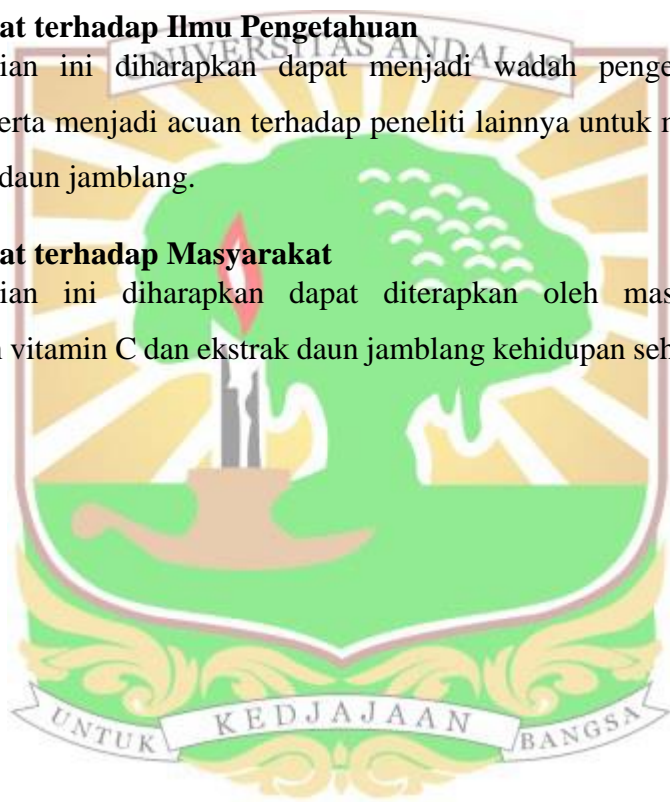 at terhadap Ilmu Pengetahuan
UNIVERSITAS ANDALAS
ian ini diharapkan dapat menjadi wadah penge
erta menjadi acuan terhadap peneliti lainnya untuk
daun jamblang.
at terhadap Masyarakat
ian ini diharapkan dapat diterapkan oleh mas
vitamin C dan ekstrak daun jamblang kehidupan seh
UNTUK KEDJAJAAN BANGSA